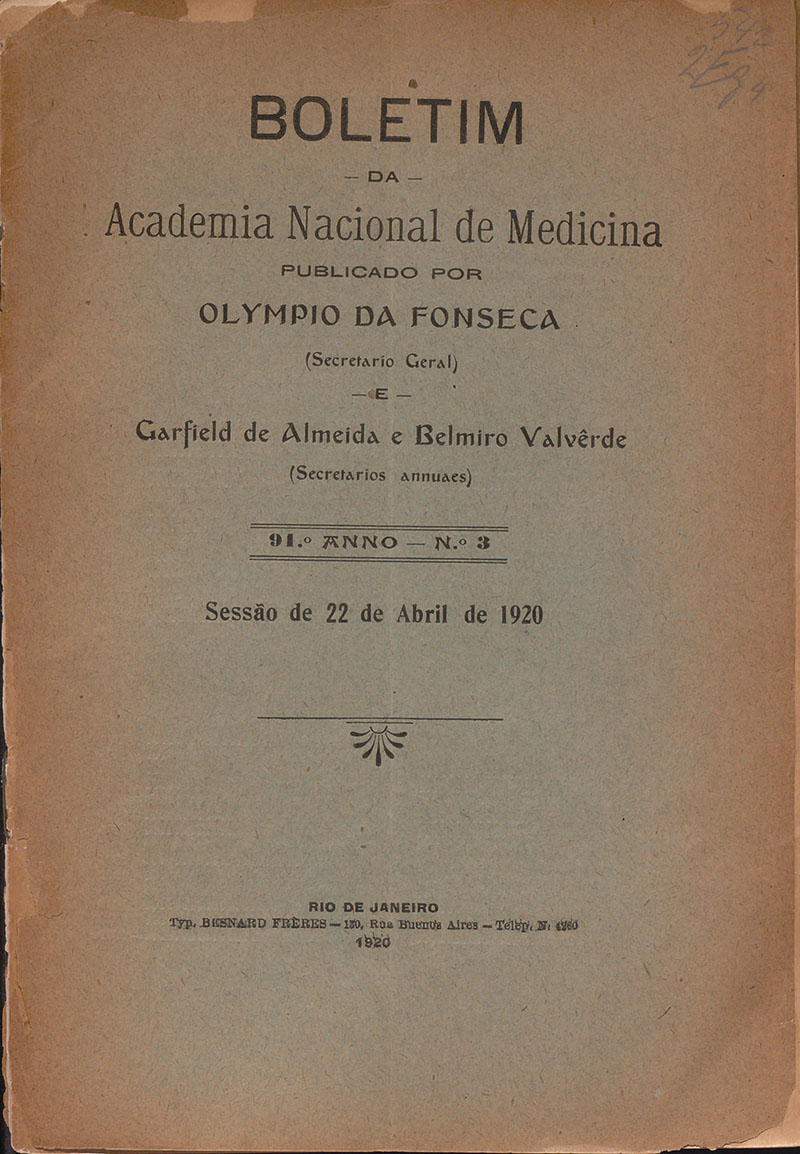 BOLETIM
— DA —
Academia Nacional de Medicina
PUBLICADO POR
OLYMPIO DA FONSECA
(Secretario Geral)
— E —
Garfield de Almeida e Belmiro Valvêrde
(Secretarios annuaes)
91.º ANNO — N.º 3
Sessão de 22 de Abril de 1920
RIO DE JANEIRO
Typ. BESNARD FRÈRES — 130, Rua Buenos Aires — Telep. N.
1920